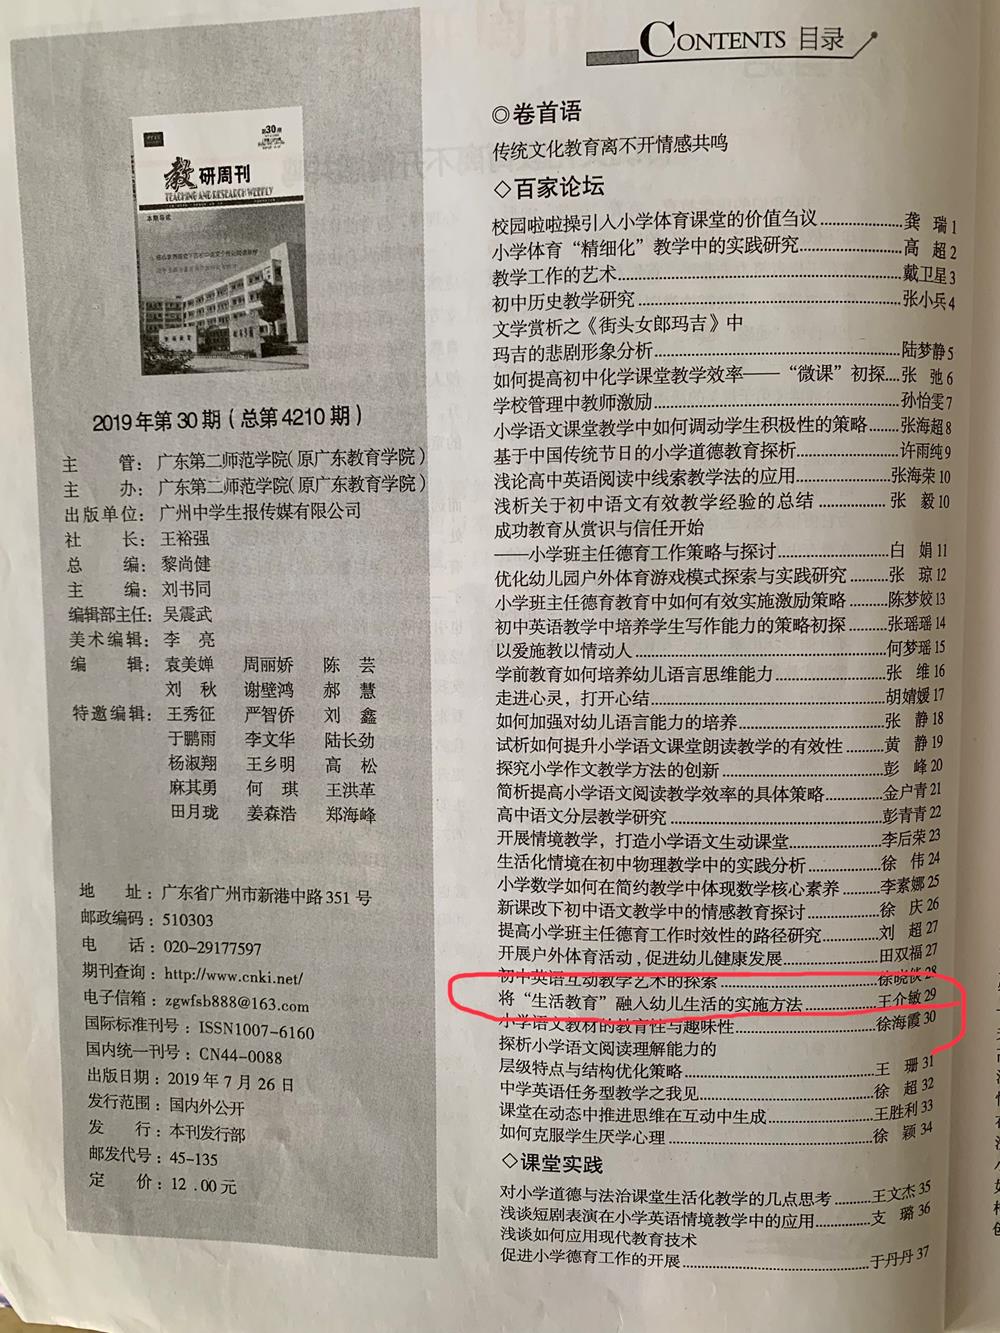 第30期
教研周刊
TEACHING AND RESEARCH WEEKLY
本期导读
2019年第30期(总第4210期)
主 管: 广东第二师范学院(原广东教育学院)
主 办: 广东第二师范学院(原广东教育学院)
出版单位: 广州中学生报传媒有限公司
社 长: 王裕强
总 编: 黎尚健
主 编: 刘书同
编辑部主任: 吴震武
美术编辑: 李 亮
编 辑: 袁美婵 周丽娇 陈 芸
刘 秋 谢壁鸿 郝 慧
特邀编辑: 王秀征 严智侨 刘 鑫
于鹏雨 李文华 陆长劲
杨淑翔 王乡明 高 松
麻其勇 何 琪 王洪革
田月珑 姜森浩 郑海峰
地 址: 广东省广州市新港中路351号
邮政编码: 510303
电 话: 020-29177597
期刊查询: http://www.cnki.net/
电子信箱: zgwfsb888@163.com
国际标准刊号: ISSN1007-6160
国内统一刊号: CN44-0088
出版日期: 2019年7月26日
发行范围: 国内外公开
发 行: 本刊发行部
邮发代号: 45-135
定 价: 12.00元
CONTENTS 目录
◎卷首语
传统文化教育离不开情感共鸣
◇百家论坛
校园啦啦操引入小学体育课堂的价值刍议 龚 瑞 1
小学体育“精细化”教学中的实践研究 高 超 2
教学工作的艺术 戴卫星 3
初中历史教学研究 张小兵 4
文学赏析之《街头女郎玛吉》中
玛吉的悲剧形象分析 陆梦静 5
如何提高初中化学课堂教学效率——“微课”初探 张 弛 6
学校管理中教师激励 孙怡雯 7
小学语文课堂教学中如何调动学生积极性的策略 张海超 8
基于中国传统节日的小学道德教育探析 许雨纯 9
浅论高中英语阅读中线索教学法的应用 张海荣 10
浅析关于初中语文有效教学经验的总结 张 毅 10
成功教育从赏识与信任开始
——小学班主任德育工作策略与探讨 白 娟 11
优化幼儿园户外体育游戏模式探索与实践研究 张 琼 12
小学班主任德育教育中如何有效实施激励策略 陈梦姣 13
初中英语教学中培养学生写作能力的策略初探 张瑶瑶 14
以爱施教以情动人 何梦瑶 15
学前教育如何培养幼儿语言思维能力 张 维 16
走进心灵，打开心结 胡婧媛 17
如何加强对幼儿语言能力的培养 张 静 18
试析如何提升小学语文课堂朗读教学的有效性 黄 静 19
探究小学作文教学方法的创新 彭 峰 20
简析提高小学语文阅读教学效率的具体策略 金户青 21
高中语文分层教学研究 彭青青 22
开展情境教学，打造小学语文生动课堂 李后荣 23
生活化情境在初中物理教学中的实践分析 徐 伟 24
小学数学如何在简约教学中体现数学核心素养 李素娜 25
新课改下初中语文教学中的情感教育探讨 徐 庆 26
提高小学班主任德育工作时效性的路径研究 刘 超 27
开展户外体育活动,促进幼儿健康发展 田双福 27
初中英语互动教学艺术的探索 徐晓侠 28
将“生活教育”融入幼儿生活的实施方法 王介敏 29
小学语文教材的教育性与趣味性 徐海霞 30
探析小学语文阅读理解能力的
层级特点与结构优化策略 王 珊 31
中学英语任务型教学之我见 徐 超 32
课堂在动态中推进思维在互动中生成 王胜利 33
如何克服学生厌学心理 徐 颖 34
◇课堂实践
对小学道德与法治课堂生活化教学的几点思考 王文杰 35
浅谈短剧表演在小学英语情境教学中的应用 支 璐 36
浅谈如何应用现代教育技术
促进小学德育工作的开展 于丹丹 37